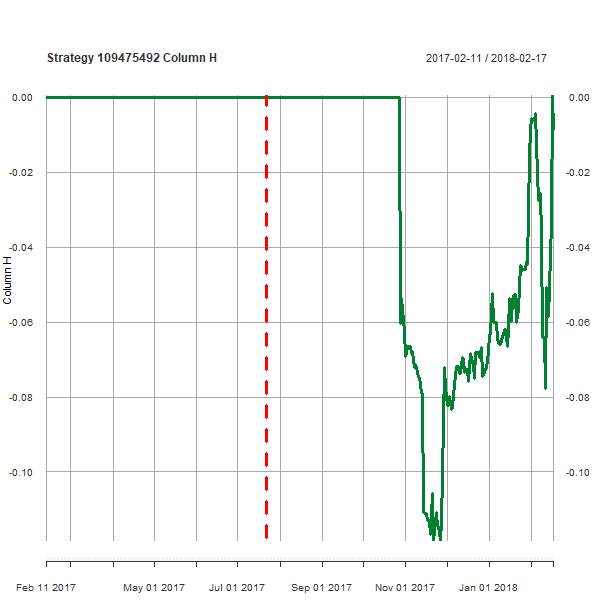 Strategy 109475492 Column H
2017-02-11 / 2018-02-17
0.00 0.00
-0.02 -0.02
-0.04 -0.04
-0.06 -0.06
-0.08 -0.08
-0.10 -0.10
Column H
Feb 11 2017 May 01 2017 Jul 01 2017 Sep 01 2017 Nov 01 2017 Jan 01 2018